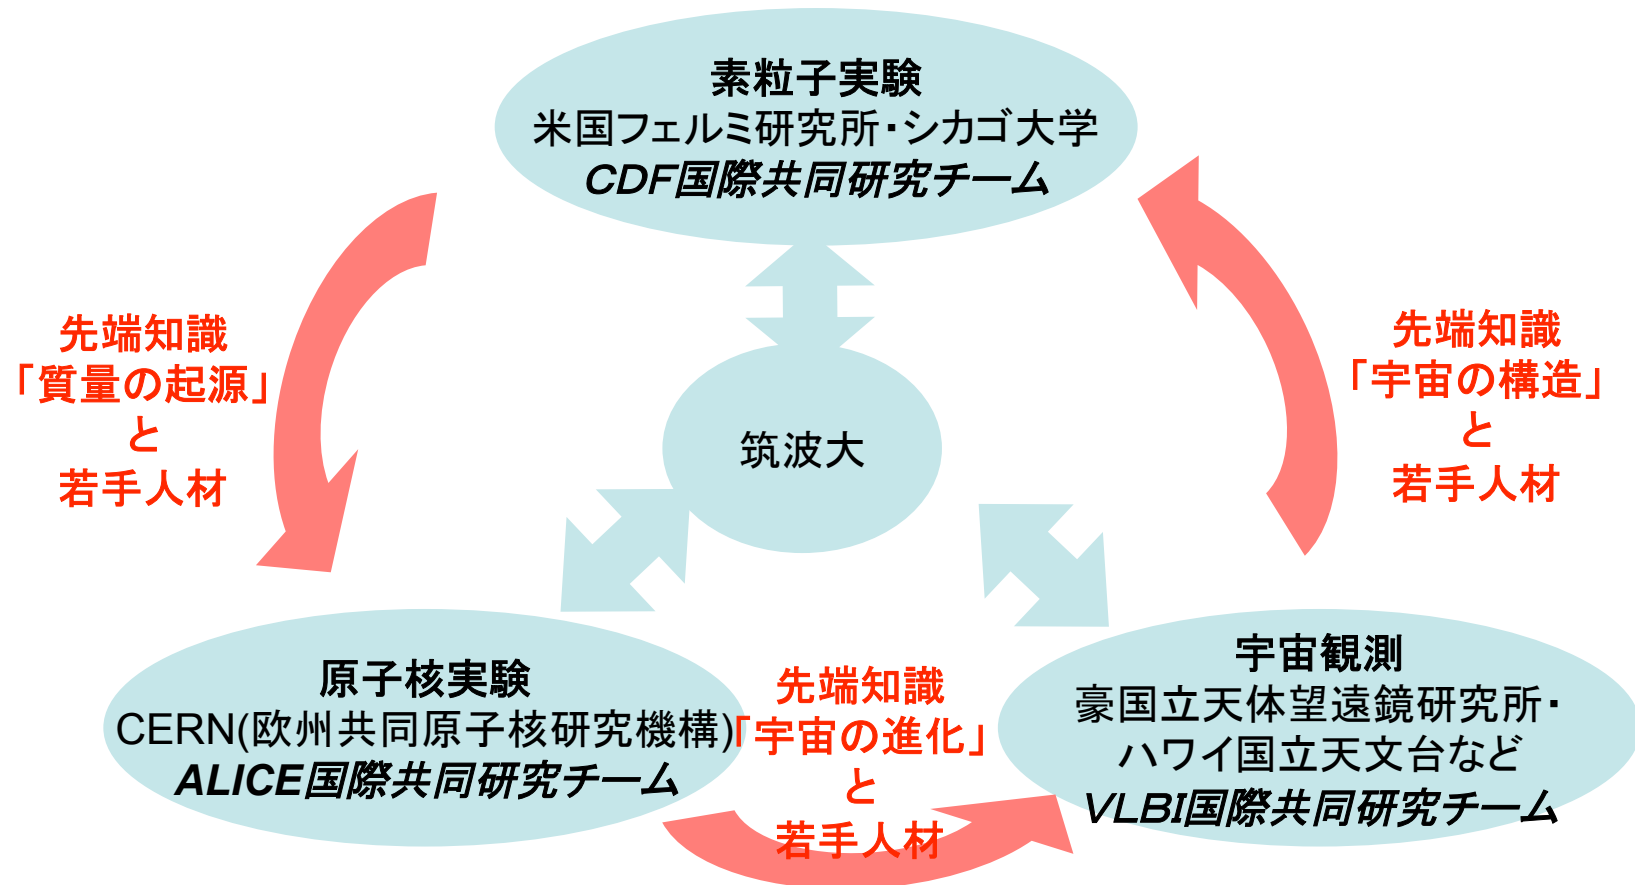 素粒子実験
米国フェルミ研究所・シカゴ大学
CDF国際共同研究チーム
先端知識
「質量の起源」
と
若手人材
先端知識
「宇宙の構造」
と
若手人材
筑波大
原子核実験
CERN(欧州共同原子核研究機構)
ALICE国際共同研究チーム
先端知識
「宇宙の進化」
と
若手人材
宇宙観測
豪国立天体望遠鏡研究所・
ハワイ国立天文台など
VLBI国際共同研究チーム